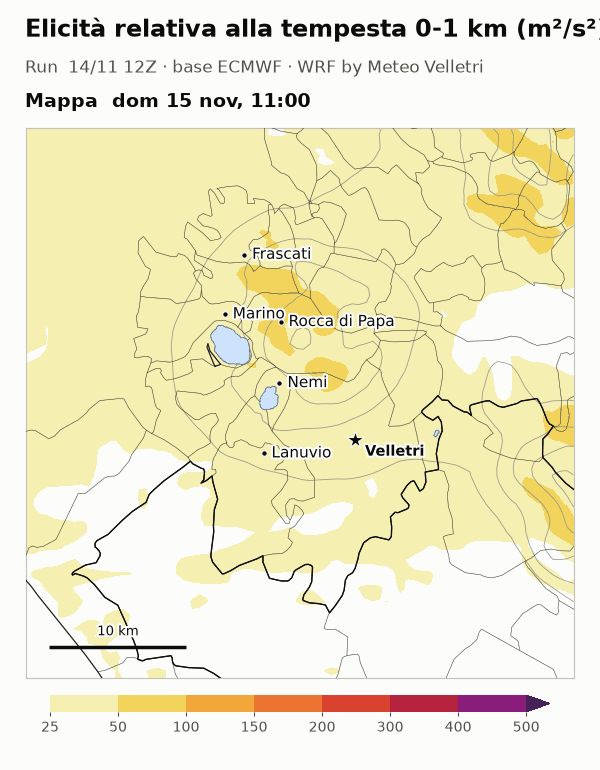 Elicità relativa alla tempesta 0-1 km (m²/s²)
Run 14/11 12Z · base ECMWF · WRF by Meteo Velletri
Mappa dom 15 nov, 11:00
Frascati
Marino
Rocca di Papa
Nemi
Velletri
Lanuvio
10 km
25 50 100 150 200 300 400 500